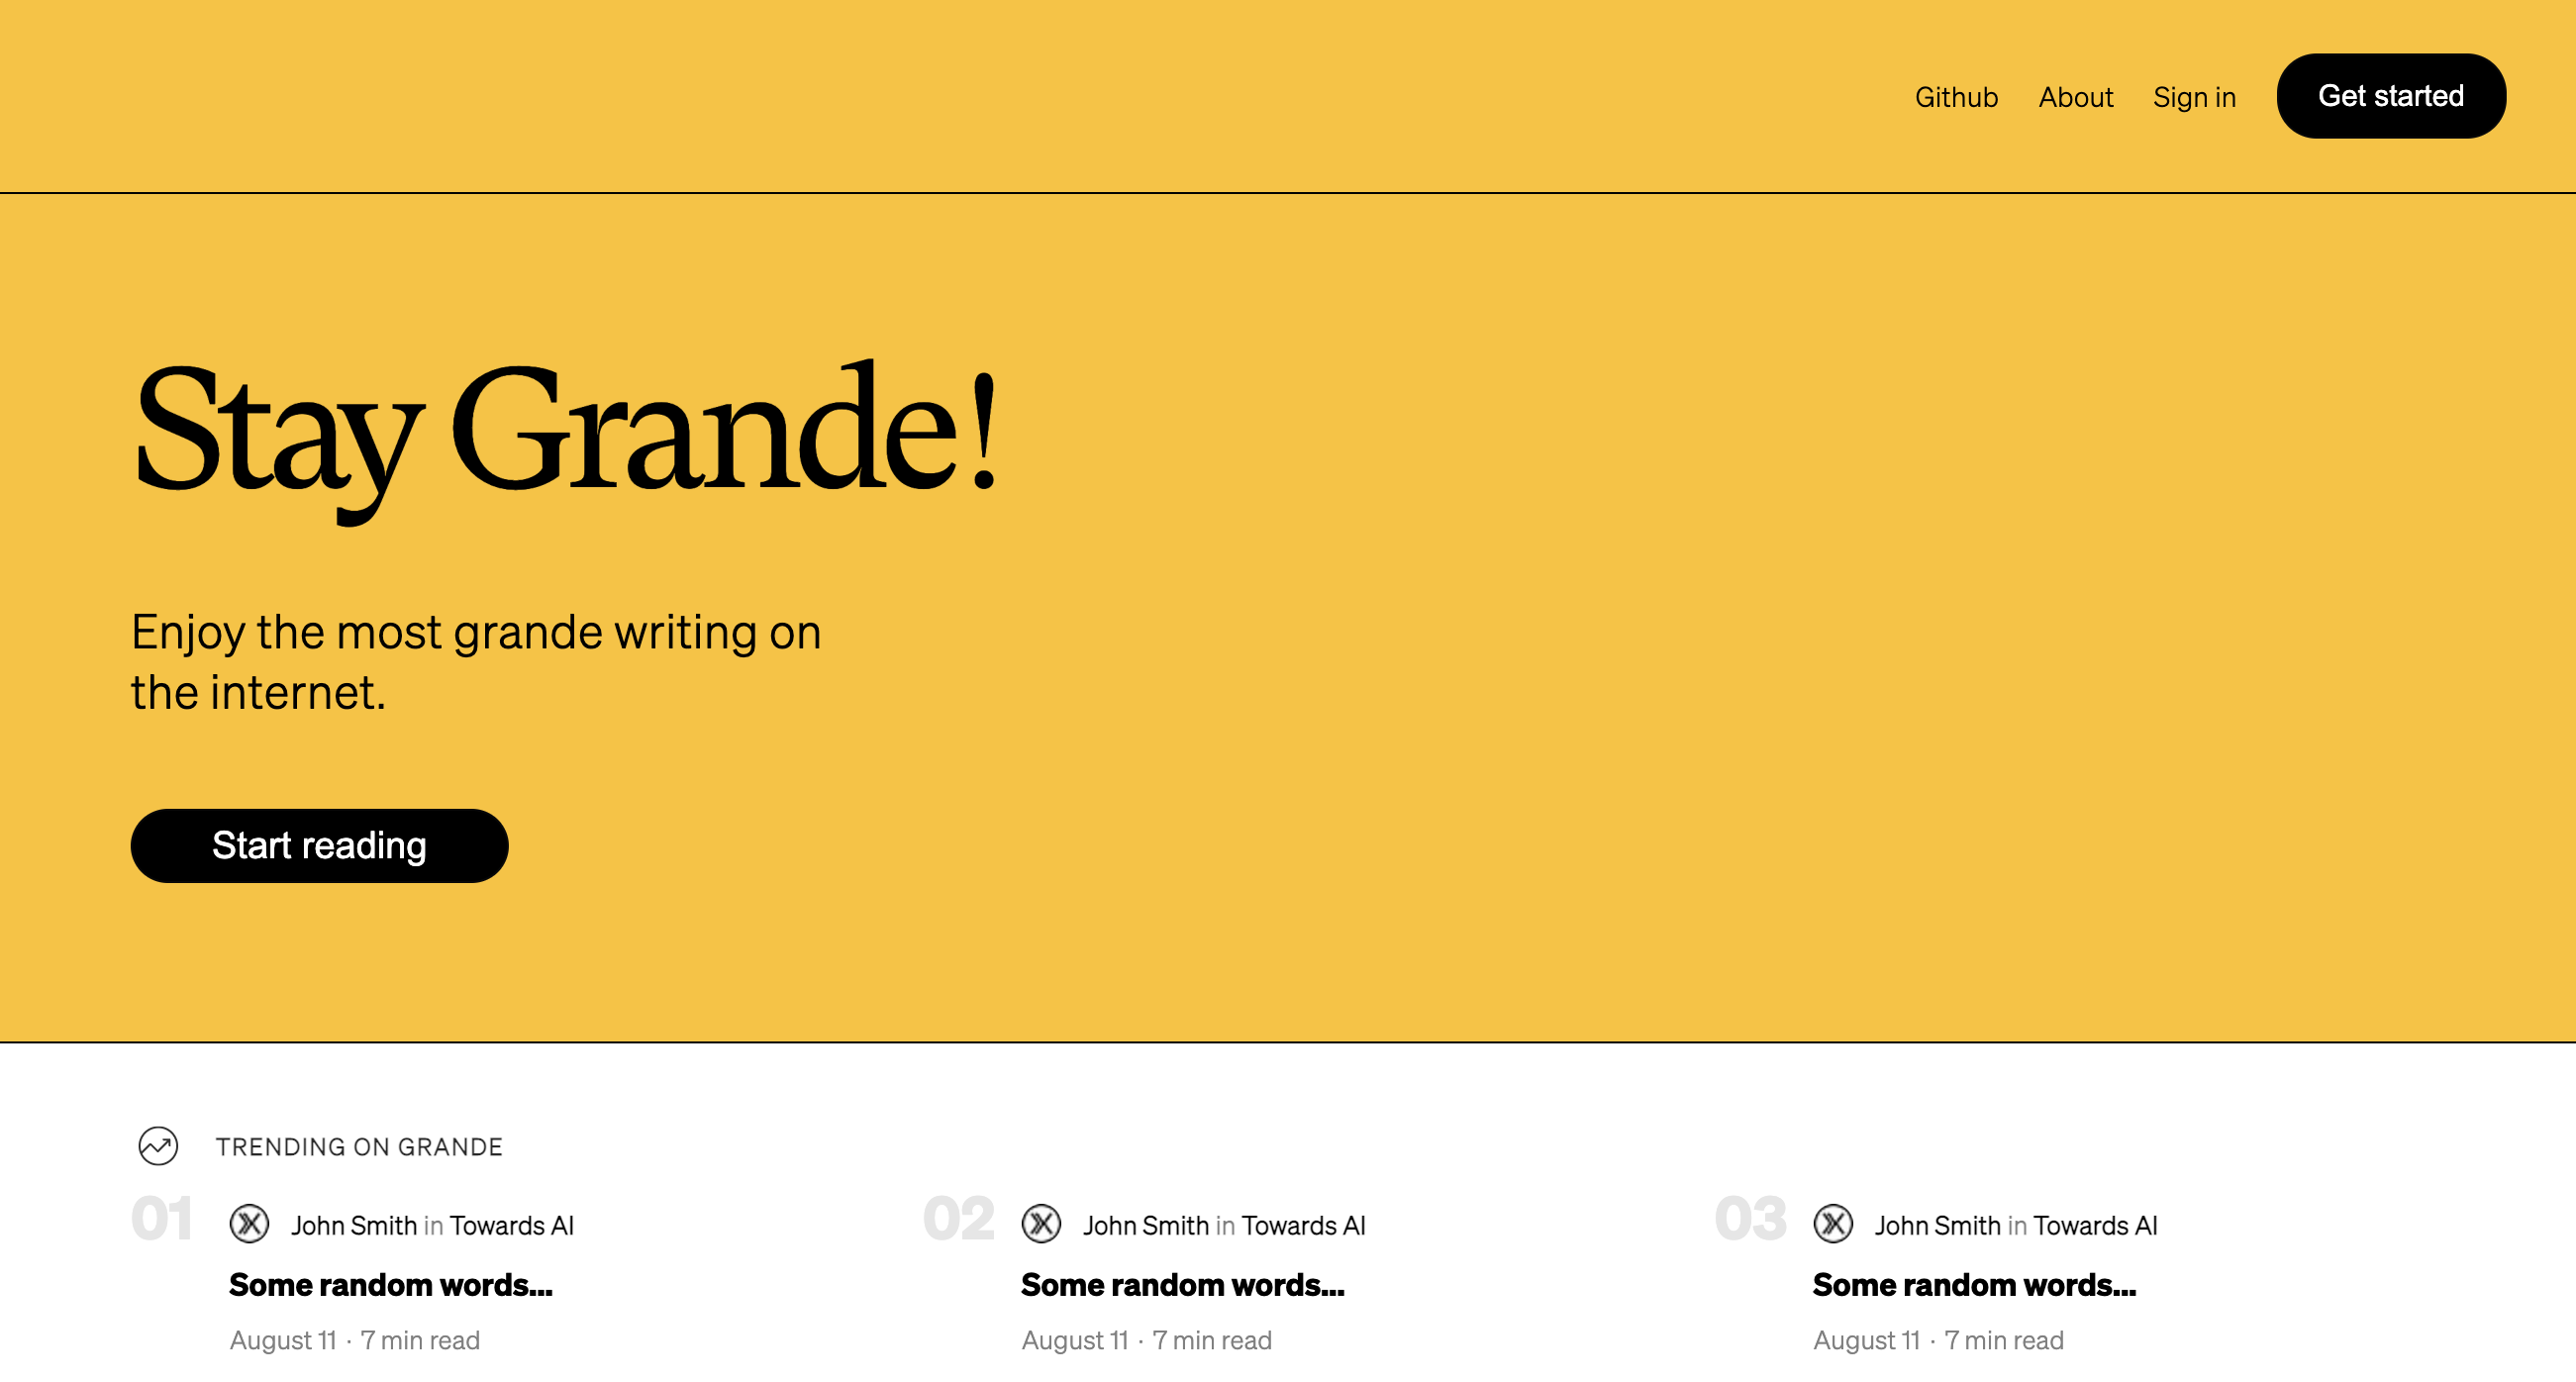 Github About Sign in Get started
Stay Grande!
Enjoy the most grande writing on
the internet.
Start reading
TRENDING ON GRANDE
01 John Smith in Towards AI
Some random words...
August 11 · 7 min read
02 John Smith in Towards AI
Some random words...
August 11 · 7 min read
03 John Smith in Towards AI
Some random words...
August 11 · 7 min read